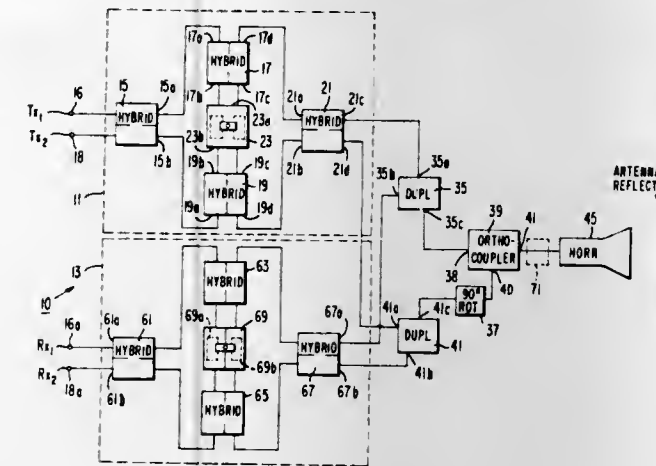 17a 17d
HYBRID
17
17b 17c
16 15 15a
Tx1 HYBRID
Tx2
18 15b
23a
23b 23
19b 19c
HYBRID
19
19a 19d
11
21
21a 21c
HYBRID
21b 21d
35a
35b
DUPL 35
35c
ANTENNA
REFLECT
39
ORTHO-
COUPLER
41
45
HORN
38
40
71
90° ROT
37
41a 41c
DUPL
41
41b
13
10
63
HYBRID
16a
61a 61
Rx1 HYBRID
Rx2
18a 61b
69a 69
69b
HYBRID
65
67a
HYBRID
67 67b